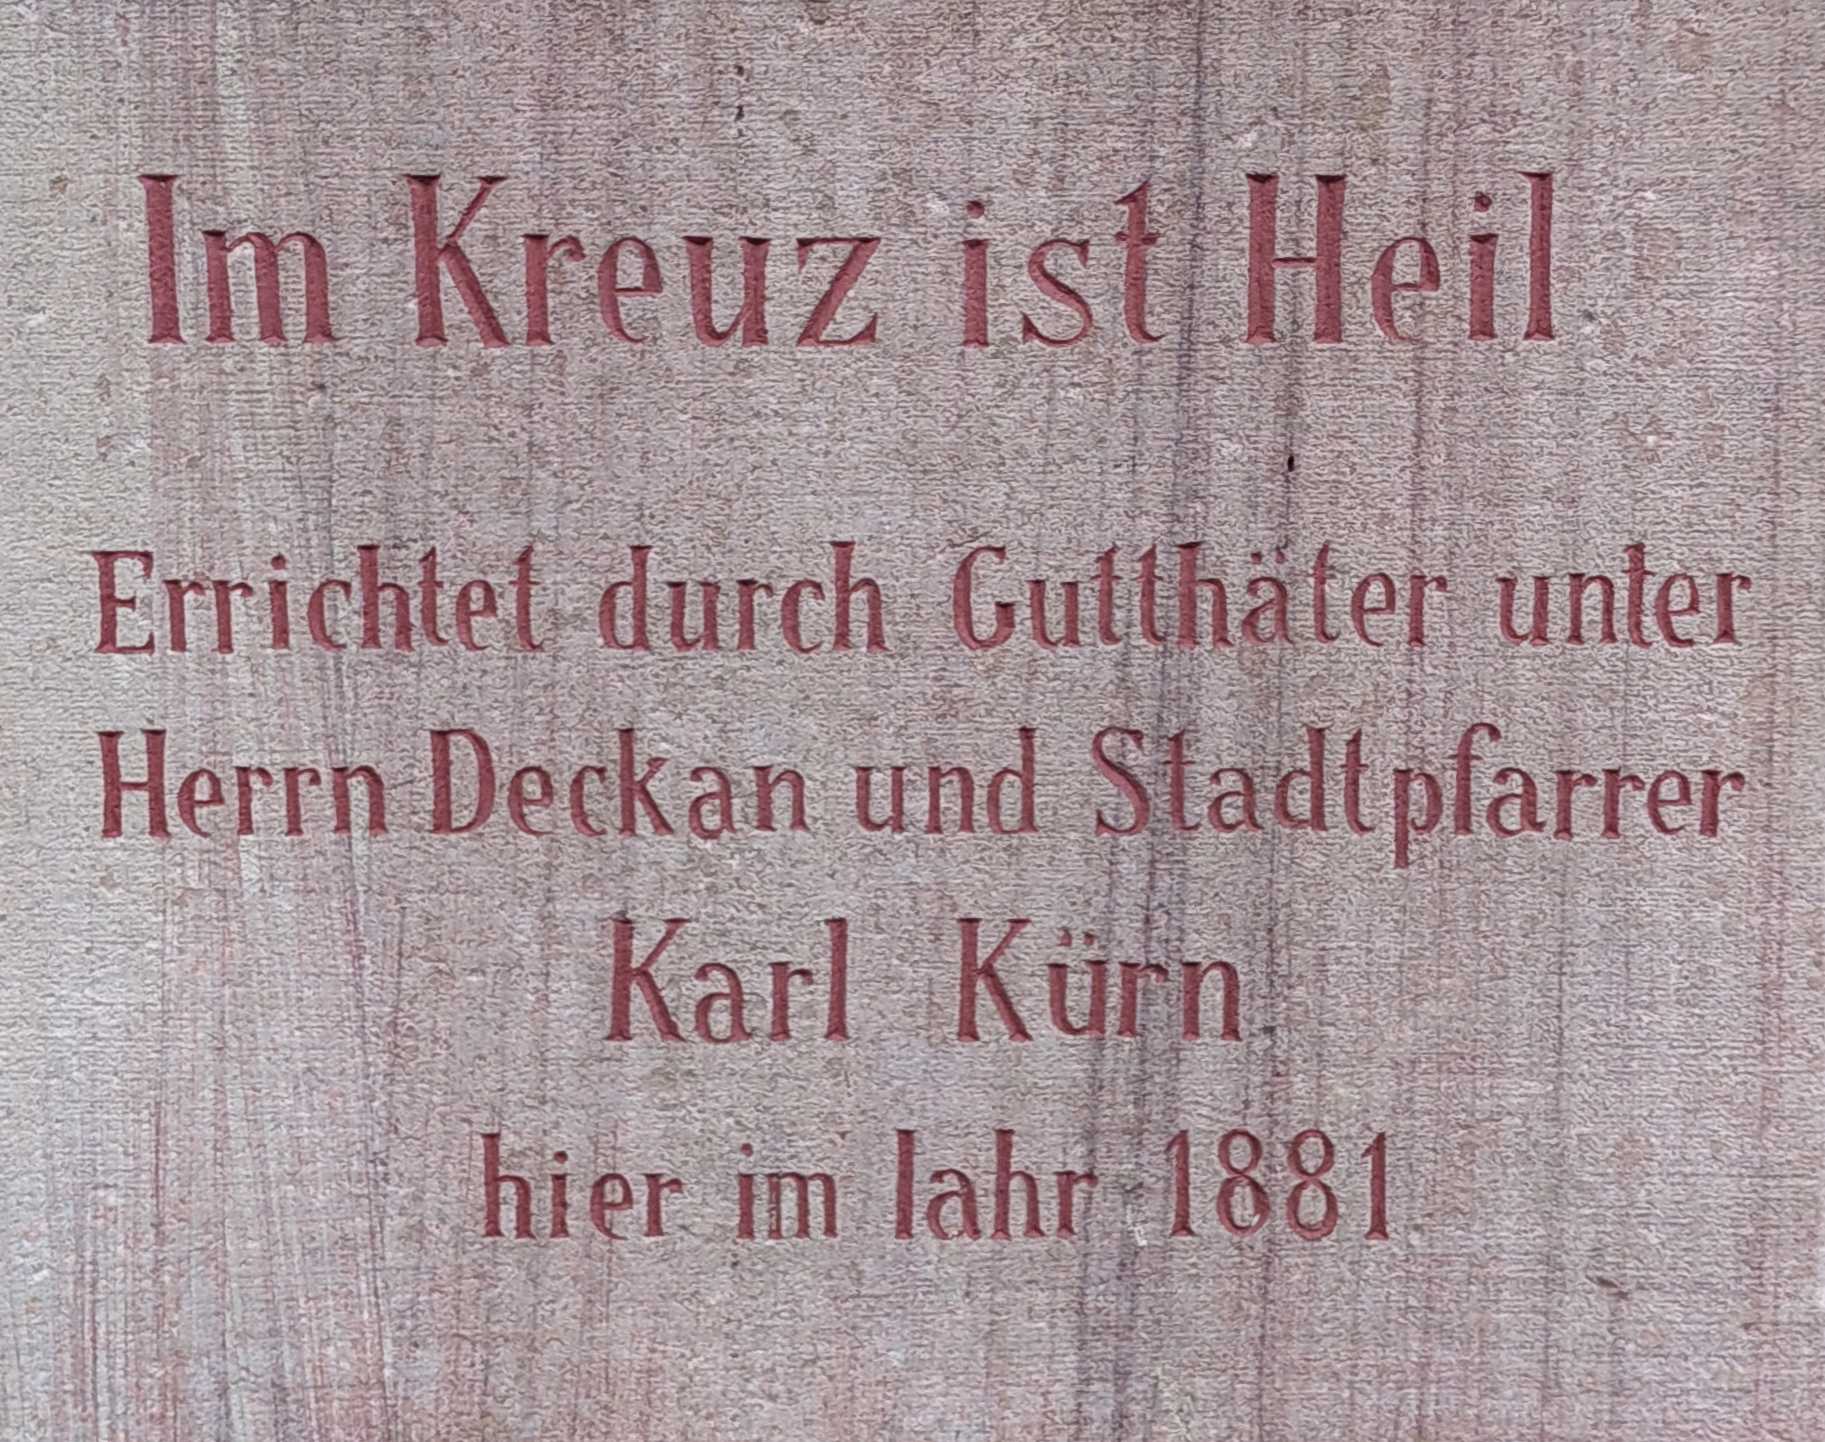 Im Kreuz ist Heil
Errichtet durch Gutthäter unter
Herrn Deckan und Stadtpfarrer
Karl Kürn
hier im Iahr 1881